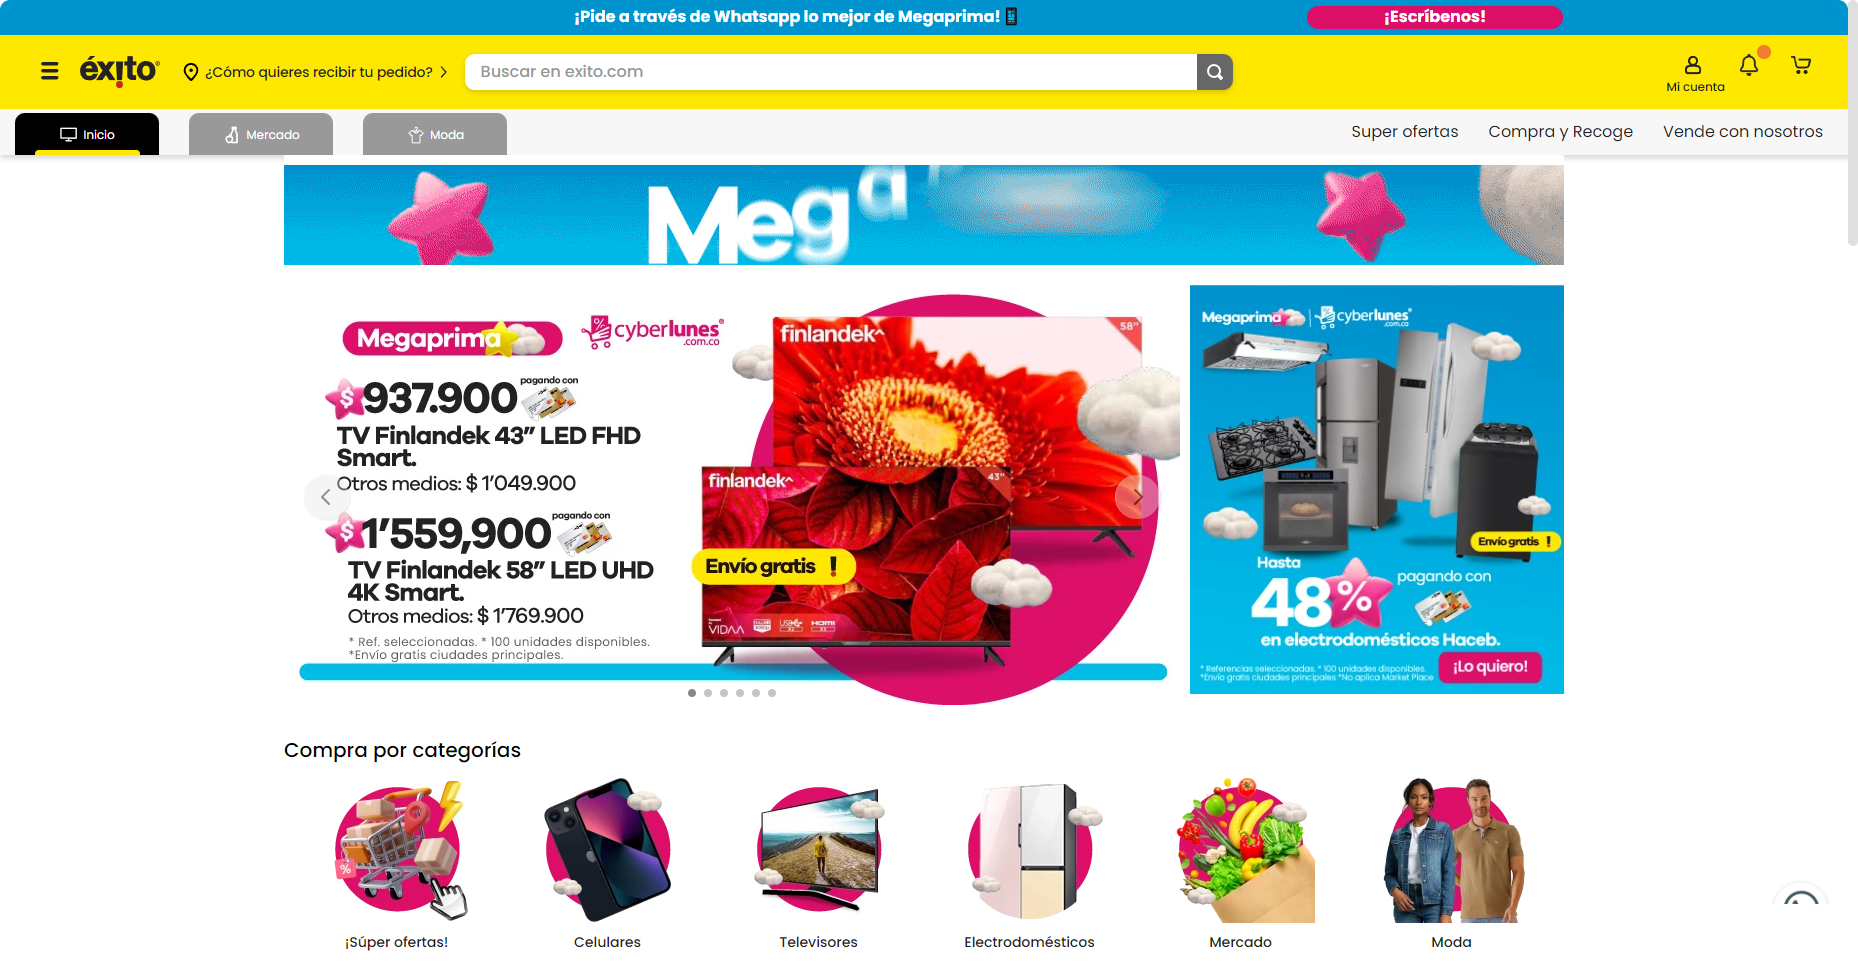 ¡Pide a través de Whatsapp lo mejor de Megaprima!
¡Escríbenos!
éxito
¿Cómo quieres recibir tu pedido?
Buscar en exito.com
Mi cuenta
Inicio
Mercado
Moda
Super ofertas
Compra y Recoge
Vende con nosotros
Mega
Megaprima
cyberlunes
.com.co
$ 937.900 pagando con
TV Finlandek 43” LED FHD
Smart.
Otros medios: $ 1’049.900
$ 1’559,900 pagando con
TV Finlandek 58” LED UHD
4K Smart.
Otros medios: $ 1’769.900
* Ref. seleccionadas. * 100 unidades disponibles.
*Envío gratis ciudades principales.
finlandek
58”
finlandek
43”
Envío gratis !
VIDAA
HDMI
Megaprima
cyberlunes
.com.co
Envío gratis !
Hasta
48%
pagando con
en electrodomésticos Haceb.
* Referencias seleccionadas. * 100 unidades disponibles.
*Envío gratis ciudades principales *No aplica Market Place
¡Lo quiero!
Compra por categorías
%
¡Súper ofertas!
Celulares
Televisores
Electrodomésticos
Mercado
Moda